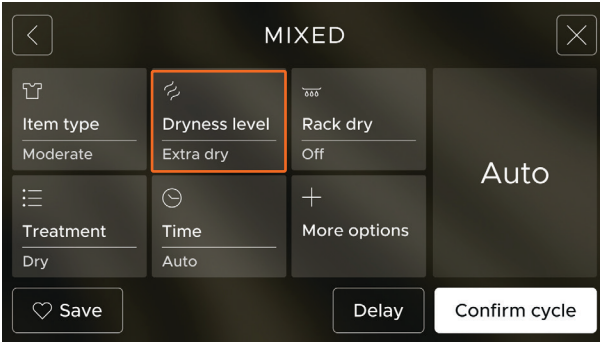 MIXED
Item type
Moderate
Dryness level
Extra dry
Rack dry
Off
Auto
Treatment
Dry
Time
Auto
More options
Save
Delay
Confirm cycle